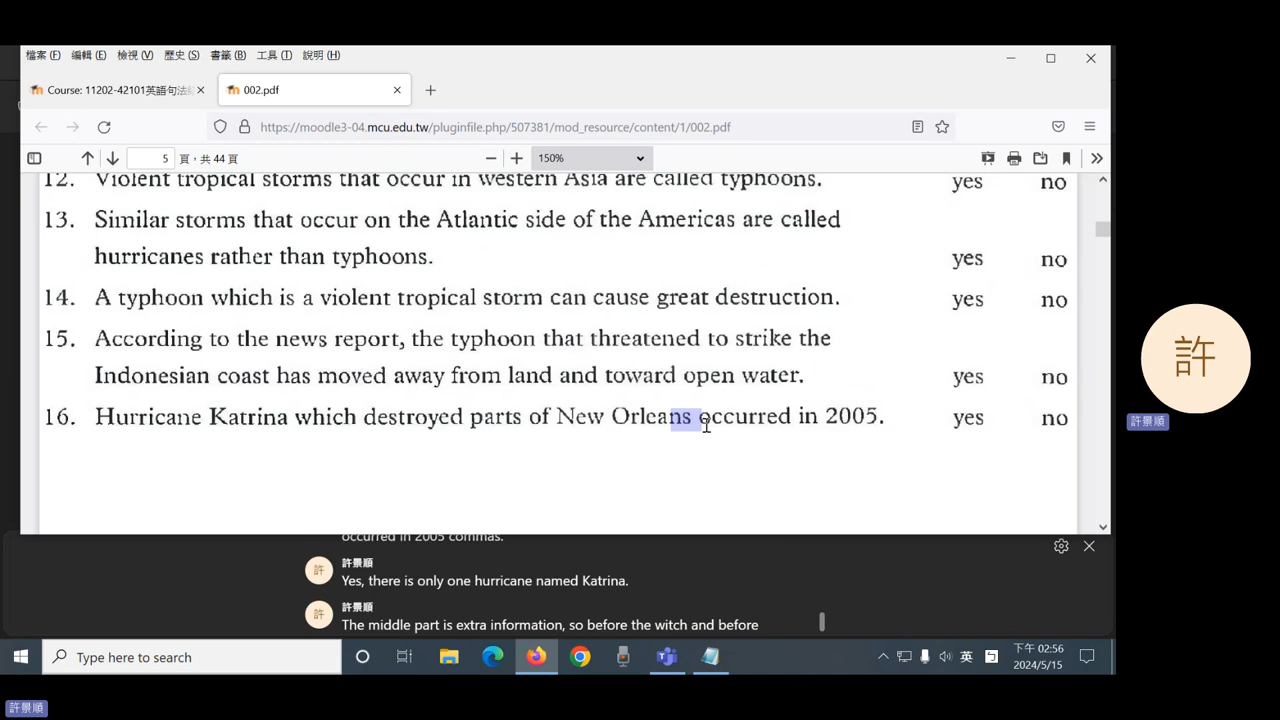 檔案(F) 編輯(E) 檢視(V) 歷史(S) 書籤(B) 工具(T) 說明(H)
Course: 11202-42101英語句法
002.pdf
https://moodle3-04.mcu.edu.tw/pluginfile.php/507381/mod_resource/content/1/002.pdf
5 頁，共 44 頁
150%
12. Violent tropical storms that occur in western Asia are called typhoons. yes no
13. Similar storms that occur on the Atlantic side of the Americas are called
hurricanes rather than typhoons. yes no
14. A typhoon which is a violent tropical storm can cause great destruction. yes no
15. According to the news report, the typhoon that threatened to strike the
Indonesian coast has moved away from land and toward open water. yes no
16. Hurricane Katrina which destroyed parts of New Orleans occurred in 2005. yes no
許
許景順
occurred in 2005 commas.
許
許景順
Yes, there is only one hurricane named Katrina.
許
許景順
The middle part is extra information, so before the witch and before
Type here to search
英
下午 02:56
2024/5/15
許景順